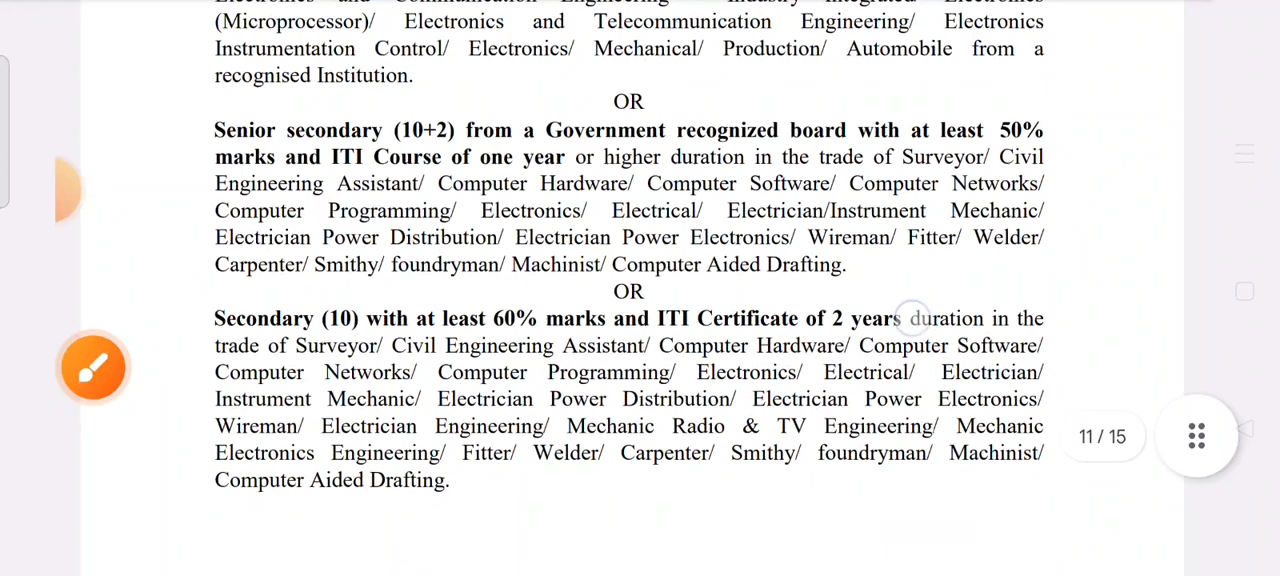 (Microprocessor)/ Electronics and Telecommunication Engineering/ Electronics
Instrumentation Control/ Electronics/ Mechanical/ Production/ Automobile from a
recognised Institution.
OR
Senior secondary (10+2) from a Government recognized board with at least 50%
marks and ITI Course of one year or higher duration in the trade of Surveyor/ Civil
Engineering Assistant/ Computer Hardware/ Computer Software/ Computer Networks/
Computer Programming/ Electronics/ Electrical/ Electrician/Instrument Mechanic/
Electrician Power Distribution/ Electrician Power Electronics/ Wireman/ Fitter/ Welder/
Carpenter/ Smithy/ foundryman/ Machinist/ Computer Aided Drafting.
OR
Secondary (10) with at least 60% marks and ITI Certificate of 2 years duration in the
trade of Surveyor/ Civil Engineering Assistant/ Computer Hardware/ Computer Software/
Computer Networks/ Computer Programming/ Electronics/ Electrical/ Electrician/
Instrument Mechanic/ Electrician Power Distribution/ Electrician Power Electronics/
Wireman/ Electrician Engineering/ Mechanic Radio & TV Engineering/ Mechanic
Electronics Engineering/ Fitter/ Welder/ Carpenter/ Smithy/ foundryman/ Machinist/
Computer Aided Drafting.
11 / 15